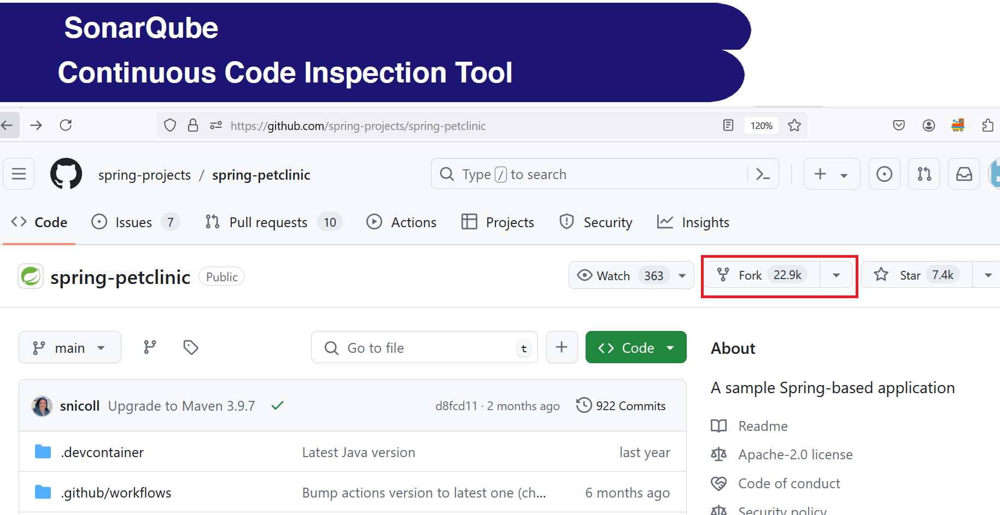 SonarQube
Continuous Code Inspection Tool
https://github.com/spring-projects/spring-petclinic
120%
spring-projects / spring-petclinic
Type / to search
Code
Issues 7
Pull requests 10
Actions
Projects
Security
Insights
spring-petclinic Public
Watch 363
Fork 22.9k
Star 7.4k
main
Go to file t
Code
About
A sample Spring-based application
snicoll Upgrade to Maven 3.9.7
d8fcd11 · 2 months ago
922 Commits
.devcontainer Latest Java version last year
.github/workflows Bump actions version to latest one (ch... 6 months ago
Readme
Apache-2.0 license
Code of conduct
Security policy